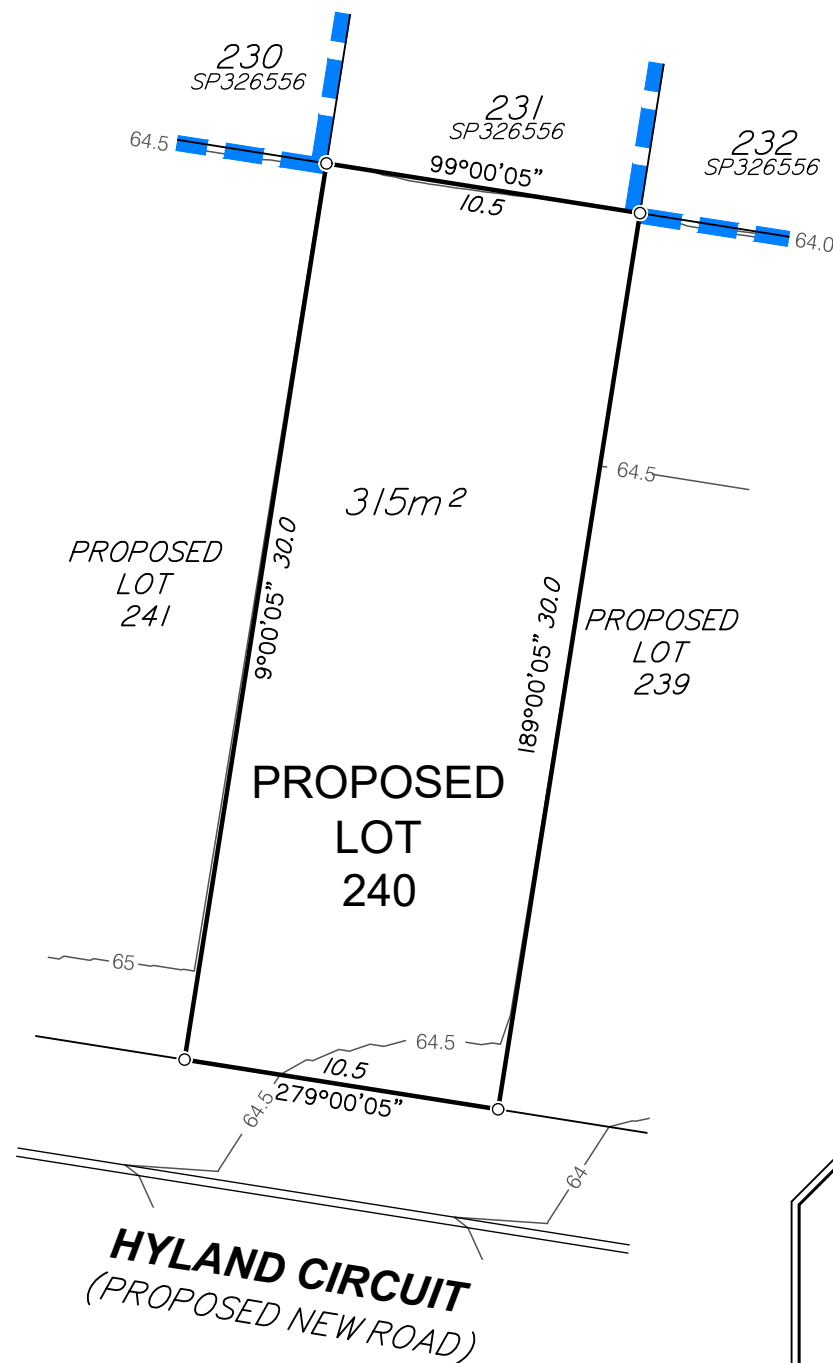 230
SP326556
231
SP326556
232
SP326556
64.5
99°00'05"
10.5
64.0
64.5
315m²
PROPOSED
LOT
241
9°00'05" 30.0
189°00'05" 30.0
PROPOSED
LOT
239
PROPOSED
LOT
240
65
64.5
10.5
279°00'05"
64.5
64
HYLAND CIRCUIT
(PROPOSED NEW ROAD)